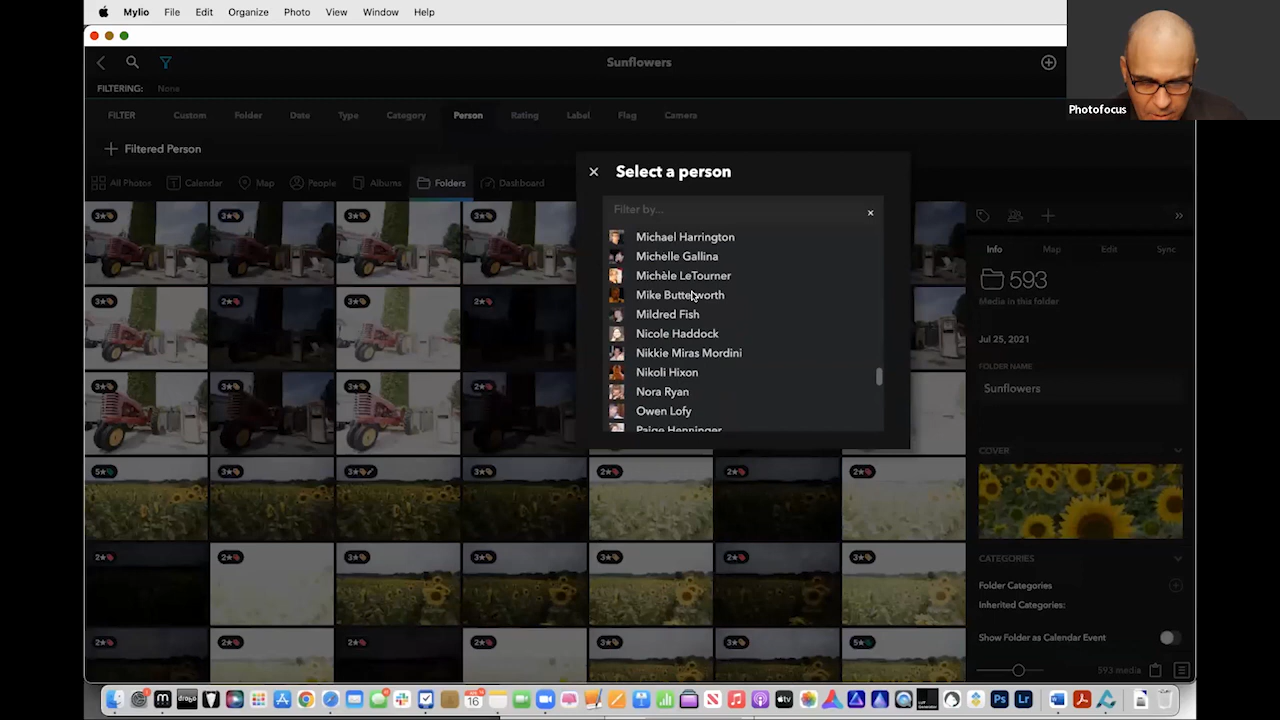 Mylio File Edit Organize Photo View Window Help
Sunflowers
FILTERING: None
FILTER Custom Folder Date Type Category Person Rating Label Flag Camera
Filtered Person
All Photos Calendar Map People Albums Folders Dashboard
Photofocus
Select a person
Filter by...
Michael Harrington
Michelle Gallina
Michèle LeTourner
Mike Butterworth
Mildred Fish
Nicole Haddock
Nikkie Miras Mordini
Nikoli Hixon
Nora Ryan
Owen Lofy
Paige Henninger
Info Map Edit Sync
593
Media in this folder
Jul 25, 2021
FOLDER NAME
Sunflowers
COVER
CATEGORIES
Folder Categories
Inherited Categories:
Show Folder as Calendar Event
593 media